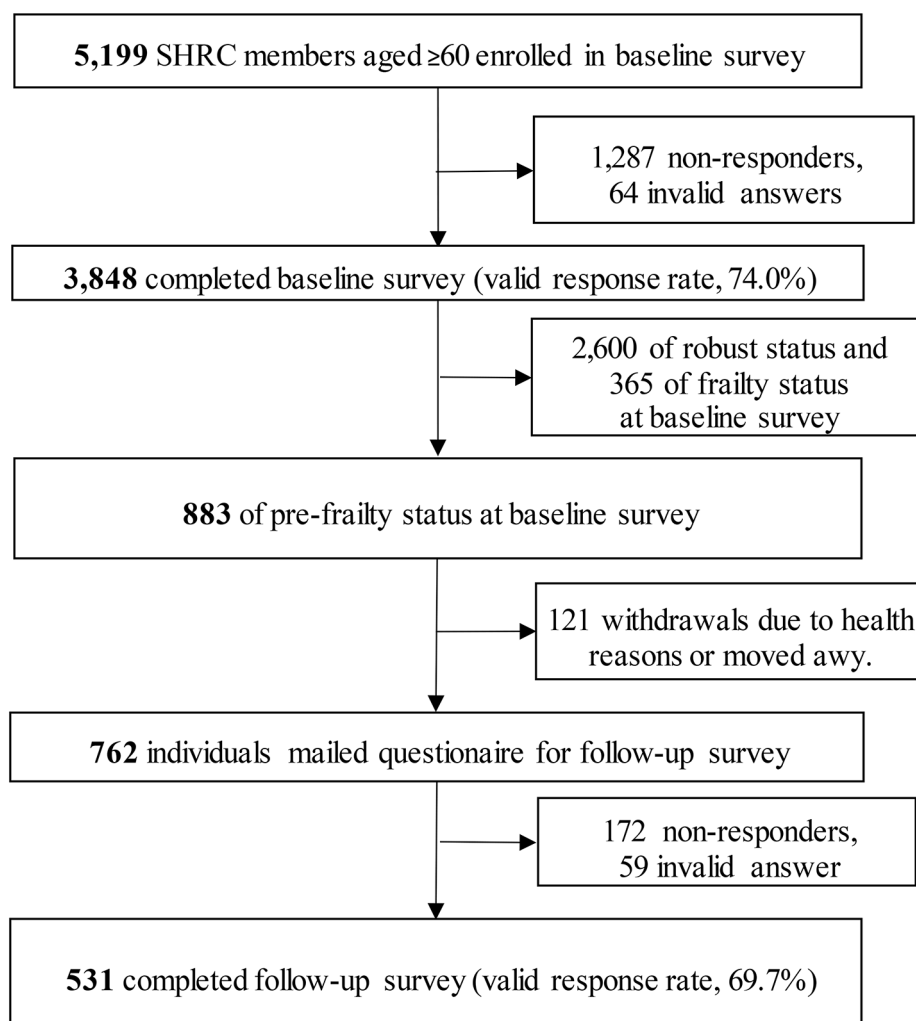 5,199 SHRC members aged ≥60 enrolled in baseline survey
1,287 non-responders,
64 invalid answers
3,848 completed baseline survey (valid response rate, 74.0%)
2,600 of robust status and
365 of frailty status
at baseline survey
883 of pre-frailty status at baseline survey
121 withdrawals due to health
reasons or moved awy.
762 individuals mailed questionaire for follow-up survey
172 non-responders,
59 invalid answer
531 completed follow-up survey (valid response rate, 69.7%)